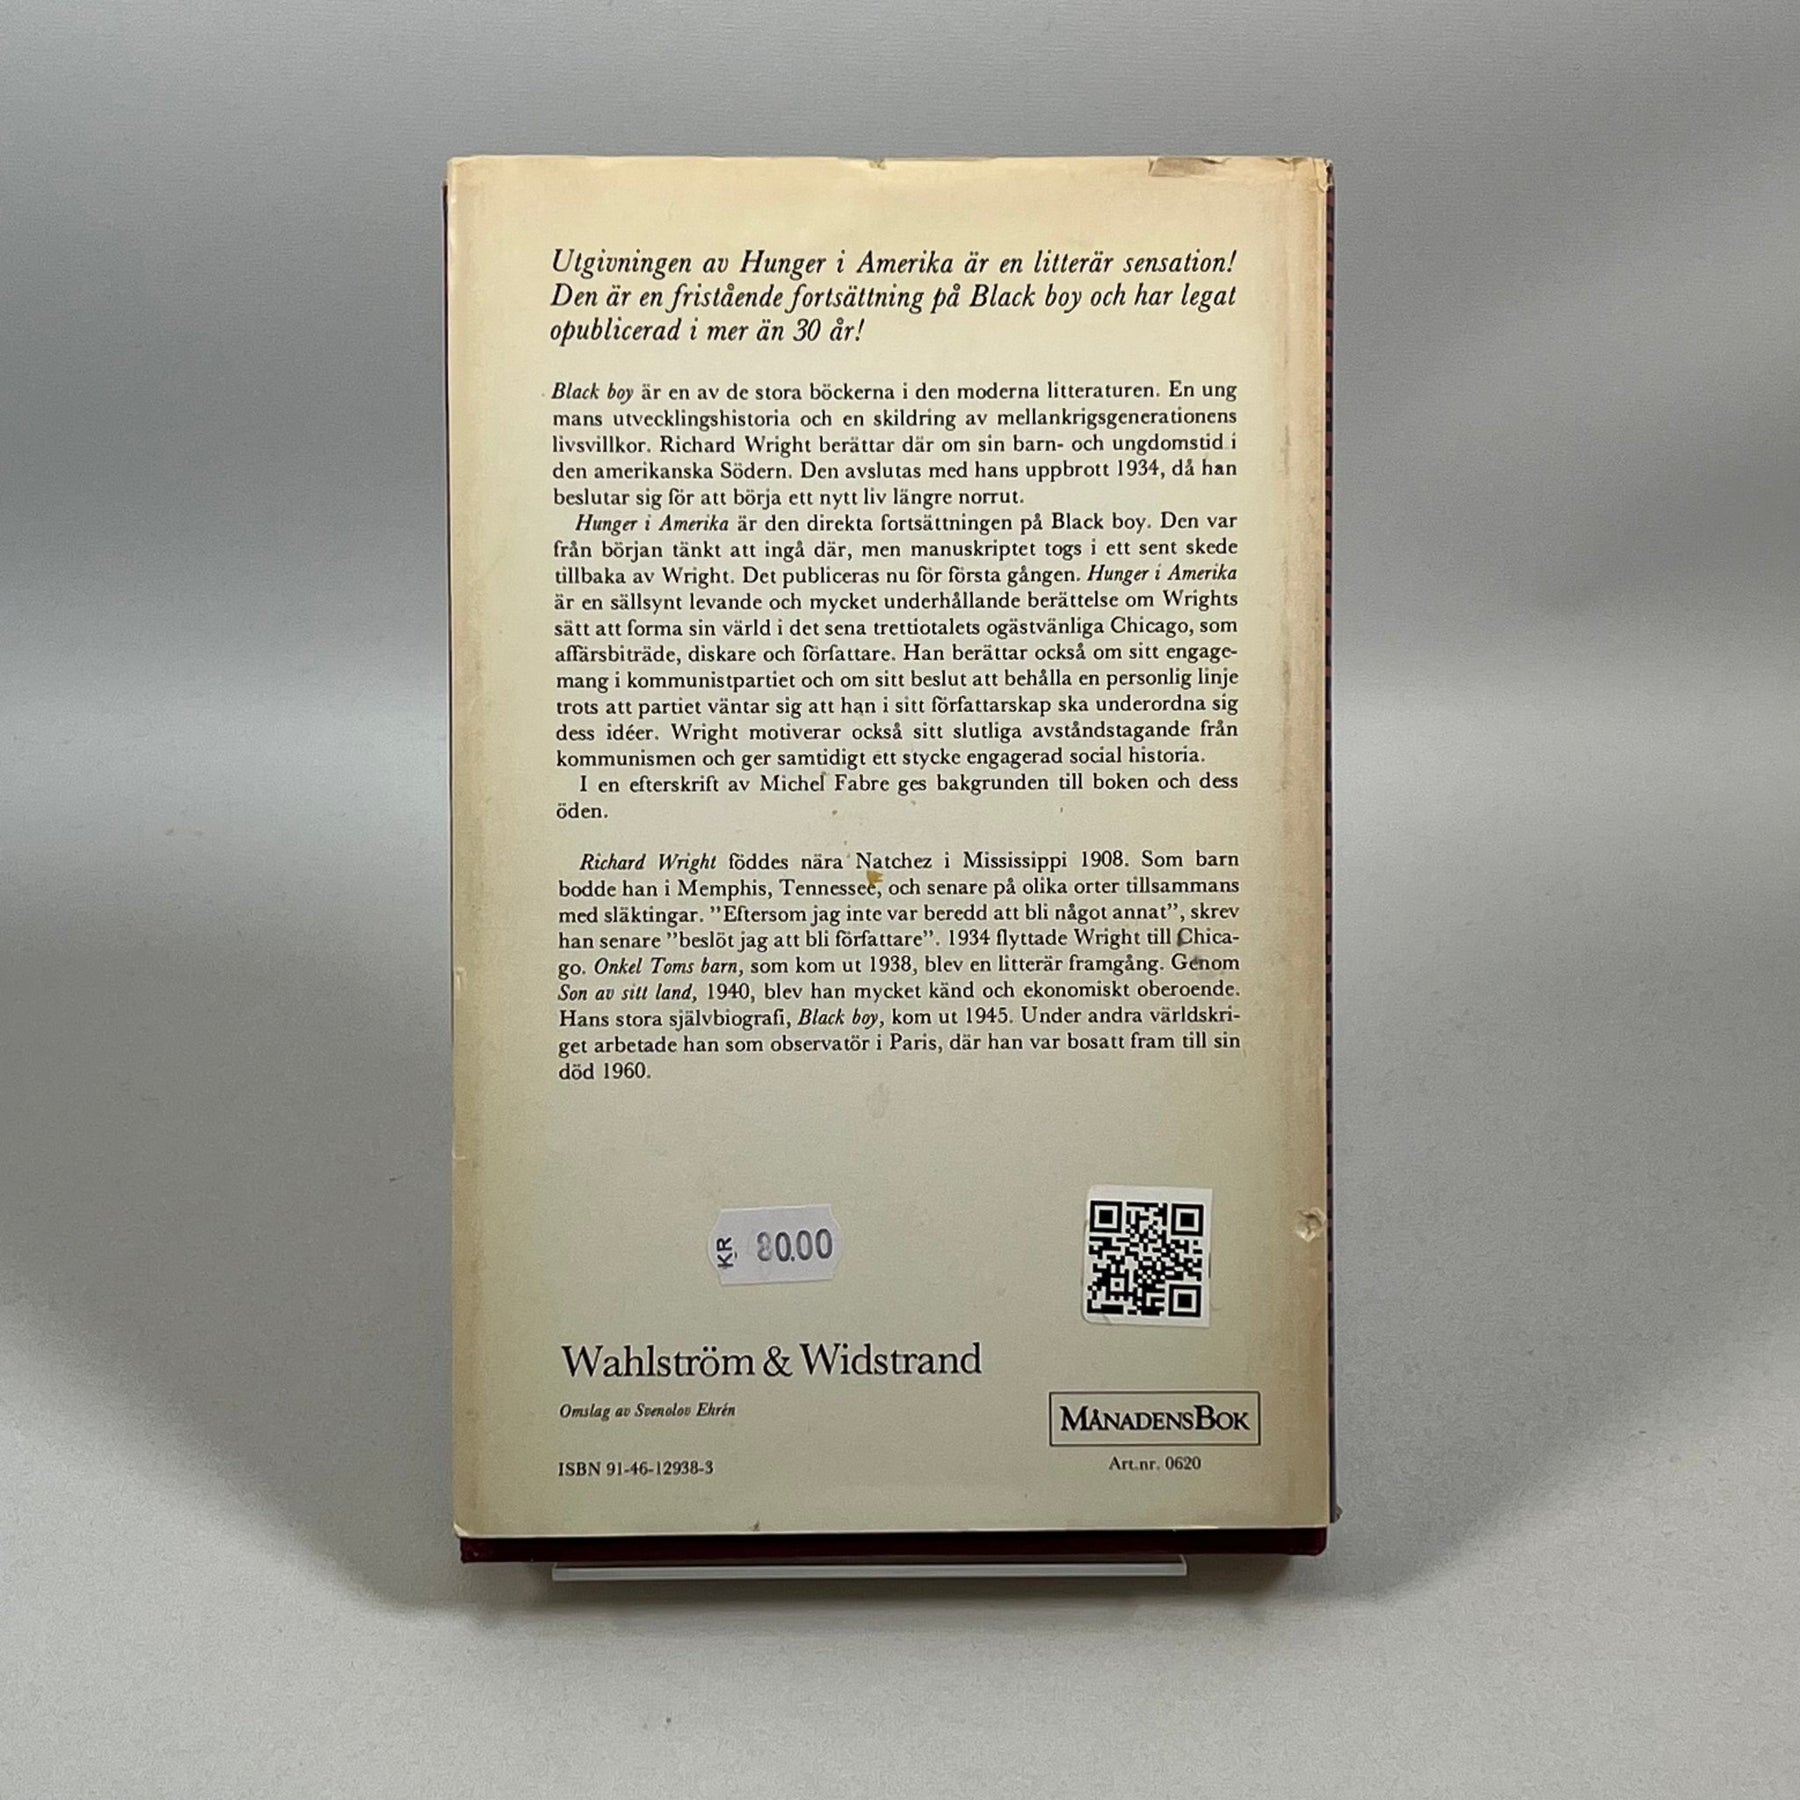 Utgivningen av Hunger i Amerika är en litterär sensation!
Den är en fristående fortsättning på Black boy och har legat
opublicerad i mer än 30 år!
Black boy är en av de stora böckerna i den moderna litteraturen. En ung
mans utvecklingshistoria och en skildring av mellankrigsgenerationens
livsvillkor. Richard Wright berättar där om sin barn- och ungdomstid i
den amerikanska Södern. Den avslutas med hans uppbrott 1934, då han
beslutar sig för att börja ett nytt liv längre norrut.
Hunger i Amerika är den direkta fortsättningen på Black boy. Den var
från början tänkt att ingå där, men manuskriptet togs i ett sent skede
tillbaka av Wright. Det publiceras nu för första gången. Hunger i Amerika
är en sällsynt levande och mycket underhållande berättelse om Wrights
sätt att forma sin värld i det sena trettiotalets ogästvänliga Chicago, som
affärsbiträde, diskare och författare. Han berättar också om sitt engage-
mang i kommunistpartiet och om sitt beslut att behålla en personlig linje
trots att partiet väntar sig att han i sitt författarskap ska underordna sig
dess idéer. Wright motiverar också sitt slutliga avståndstagande från
kommunismen och ger samtidigt ett stycke engagerad social historia.
I en efterskrift av Michel Fabre ges bakgrunden till boken och dess
öden.
Richard Wright föddes nära Natchez i Mississippi 1908. Som barn
bodde han i Memphis, Tennessee, och senare på olika orter tillsammans
med släktingar. ”Eftersom jag inte var beredd att bli något annat”, skrev
han senare ”beslöt jag att bli författare”. 1934 flyttade Wright till Chica-
go. Onkel Toms barn, som kom ut 1938, blev en litterär framgång. Genom
Son av sitt land, 1940, blev han mycket känd och ekonomiskt oberoende.
Hans stora självbiografi, Black boy, kom ut 1945. Under andra världskri-
get arbetade han som observatör i Paris, där han var bosatt fram till sin
död 1960.
KR 80.00
Wahlström & Widstrand
Omslag av Svenolov Ehrén
MÅNADENSBOK
ISBN 91-46-12938-3
Art.nr. 0620